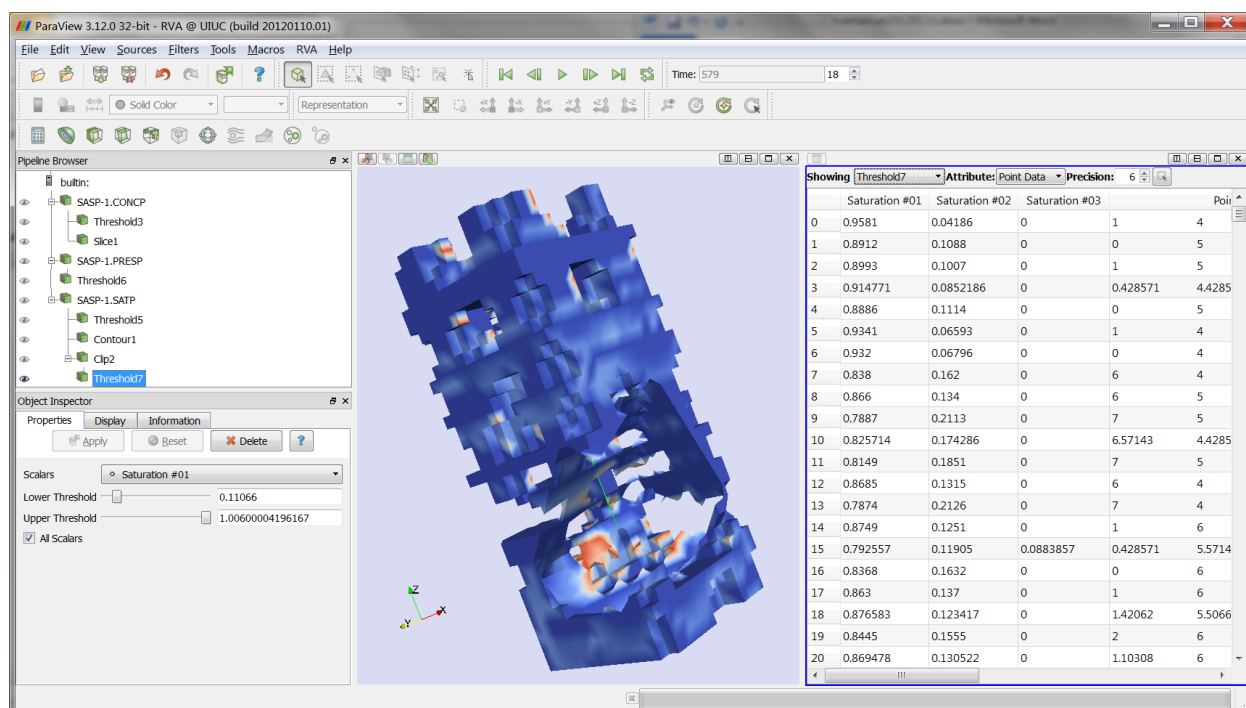 ParaView 3.12.0 32-bit - RVA @ UIUC (build 20120110.01)
File Edit View Sources Filters Tools Macros RVA Help
Time: 579 18
Solid Color Representation
+X -X +Y -Y +Z -Z
Pipeline Browser
builtin:
SASP-1.CONCP
Threshold3
Slice1
SASP-1.PRESP
Threshold6
SASP-1.SATP
Threshold5
Contour1
Clip2
Threshold7
Object Inspector
Properties Display Information
Apply Reset Delete ?
Scalars Saturation #01
Lower Threshold 0.11066
Upper Threshold 1.00600004196167
All Scalars
Z
X
Y
Showing Threshold7 Attribute: Point Data Precision: 6
Saturation #01 Saturation #02 Saturation #03 Poi
0 0.9581 0.04186 0 1 4
1 0.8912 0.1088 0 0 5
2 0.8993 0.1007 0 1 5
3 0.914771 0.0852186 0 0.428571 4.4285
4 0.8886 0.1114 0 0 5
5 0.9341 0.06593 0 1 4
6 0.932 0.06796 0 0 4
7 0.838 0.162 0 6 4
8 0.866 0.134 0 6 5
9 0.7887 0.2113 0 7 5
10 0.825714 0.174286 0 6.57143 4.4285
11 0.8149 0.1851 0 7 5
12 0.8685 0.1315 0 6 4
13 0.7874 0.2126 0 7 4
14 0.8749 0.1251 0 1 6
15 0.792557 0.11905 0.0883857 0.428571 5.5714
16 0.8368 0.1632 0 0 6
17 0.863 0.137 0 1 6
18 0.876583 0.123417 0 1.42062 5.5066
19 0.8445 0.1555 0 2 6
20 0.869478 0.130522 0 1.10308 6